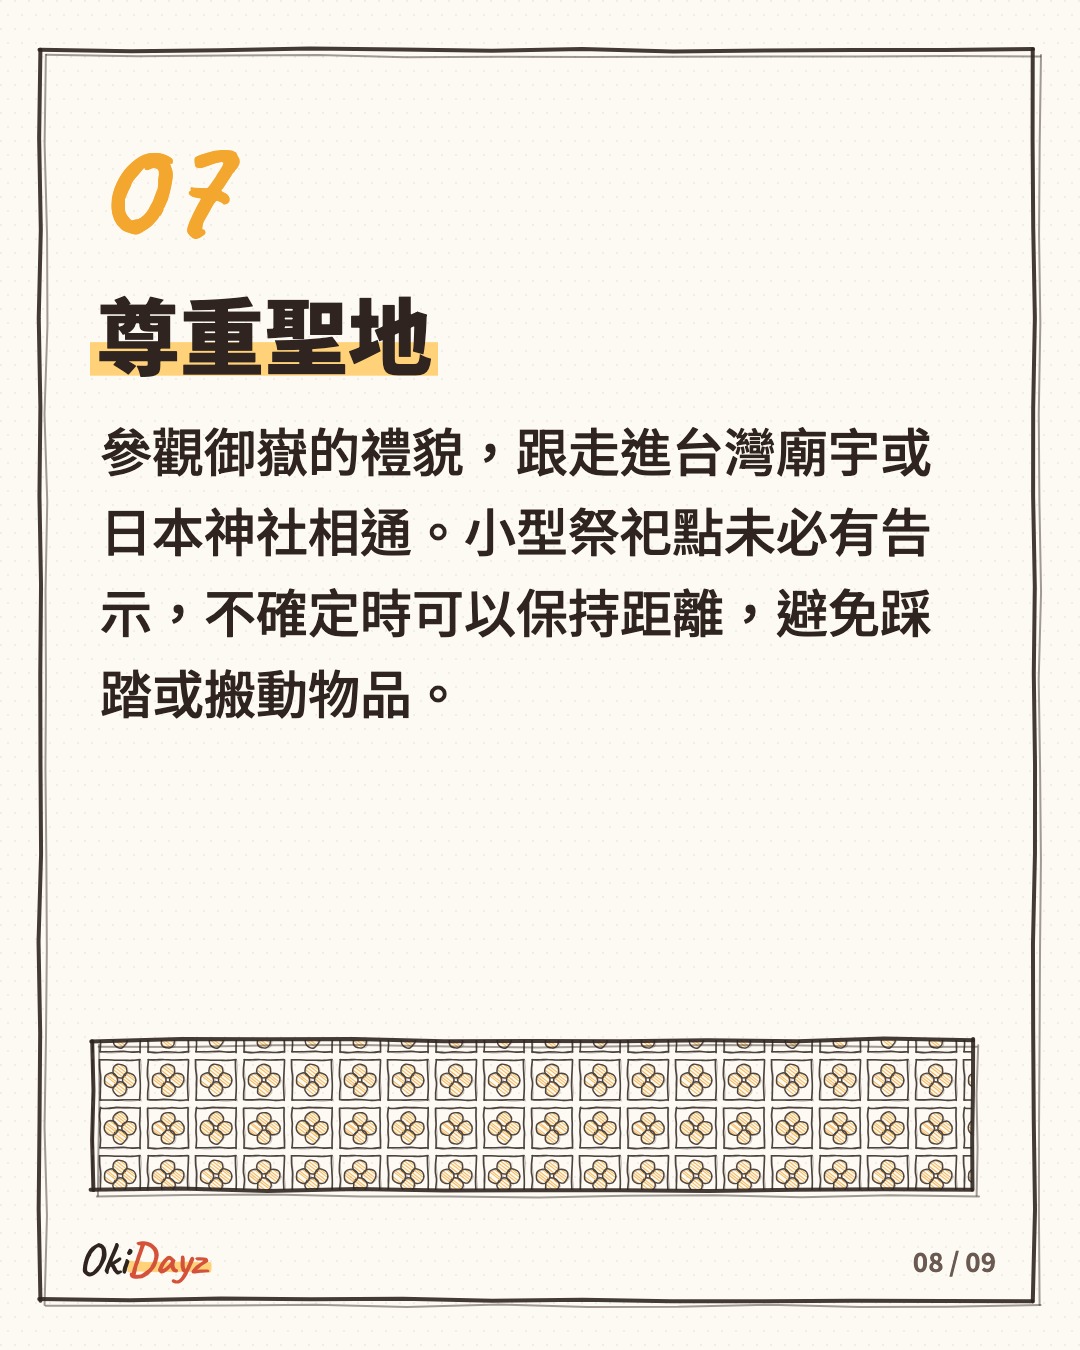 07
尊重聖地
參觀御嶽的禮貌，跟走進台灣廟宇或
日本神社相通。小型祭祀點未必有告
示，不確定時可以保持距離，避免踩
踏或搬動物品。
OkiDayz
08 / 09